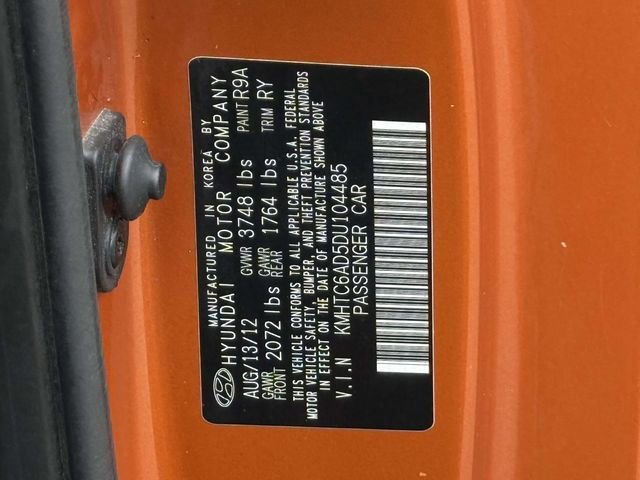 MANUFACTURED IN KOREA BY
HYUNDAI MOTOR COMPANY
AUG/13/12 GVWR 3748 lbs PAINT R9A
GAWR FRONT 2072 lbs GAWR REAR 1764 lbs TRIM RY
THIS VEHICLE CONFORMS TO ALL APPLICABLE U.S.A. FEDERAL
MOTOR VEHICLE SAFETY, BUMPER, AND THEFT PREVENTION STANDARDS
IN EFFECT ON THE DATE OF MANUFACTURE SHOWN ABOVE
V.I.N KMHTC6AD5DU104485
PASSENGER CAR